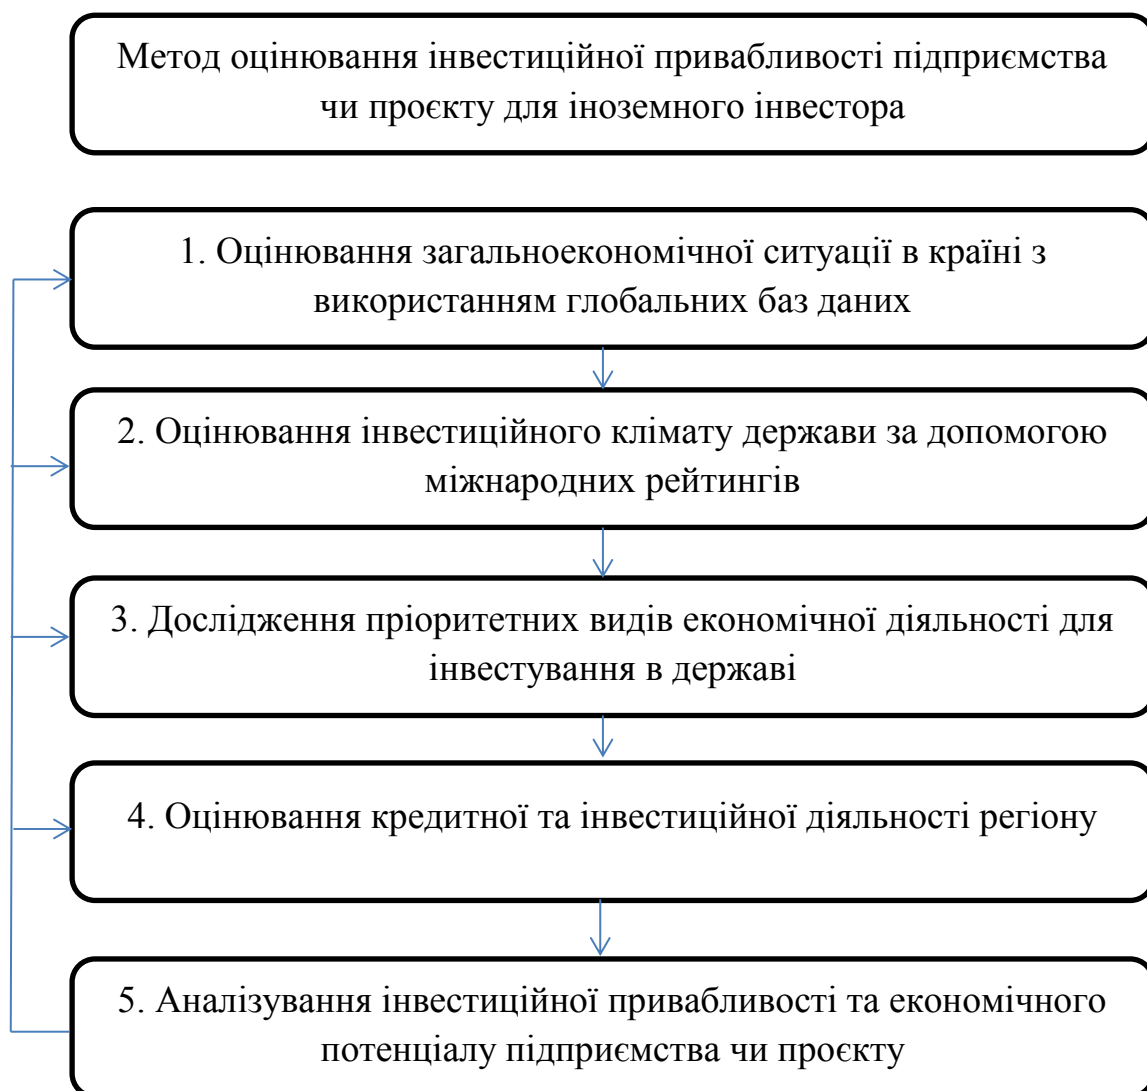 Метод оцінювання інвестиційної привабливості підприємства
чи проєкту для іноземного інвестора
1. Оцінювання загальноекономічної ситуації в країні з
використанням глобальних баз даних
2. Оцінювання інвестиційного клімату держави за допомогою
міжнародних рейтингів
3. Дослідження пріоритетних видів економічної діяльності для
інвестування в державі
4. Оцінювання кредитної та інвестиційної діяльності регіону
5. Аналізування інвестиційної привабливості та економічного
потенціалу підприємства чи проєкту